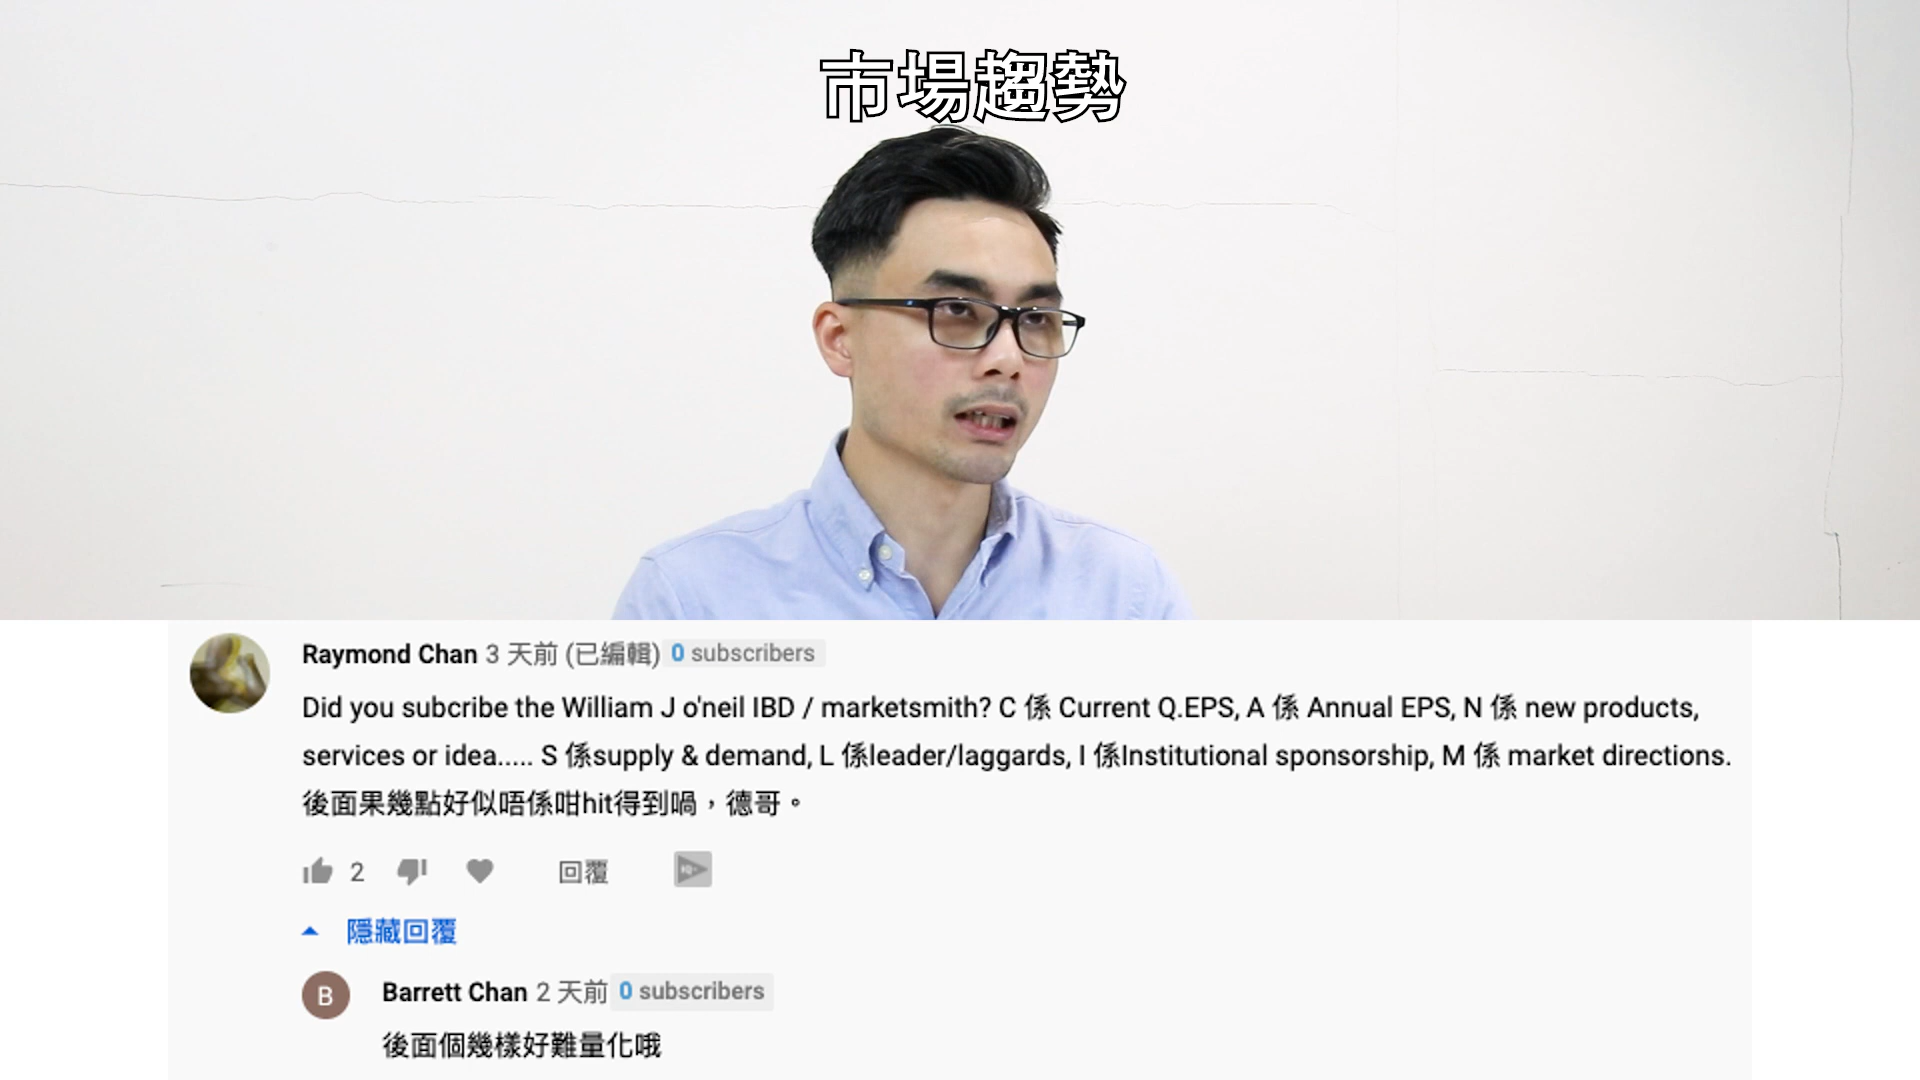 市場趨勢
Raymond Chan 3 天前 (已編輯) 0 subscribers
Did you subcribe the William J o'neil IBD / marketsmith? C 係 Current Q.EPS, A 係 Annual EPS, N 係 new products,
services or idea..... S 係supply & demand, L 係leader/laggards, I 係Institutional sponsorship, M 係 market directions.
後面果幾點好似唔係咁hit得到喎，德哥。
2 回覆
隱藏回覆
B Barrett Chan 2 天前 0 subscribers
後面個幾樣好難量化哦